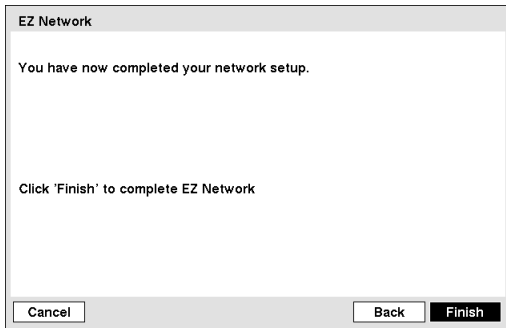 EZ Network
You have now completed your network setup.
Click 'Finish' to complete EZ Network
Cancel Back Finish